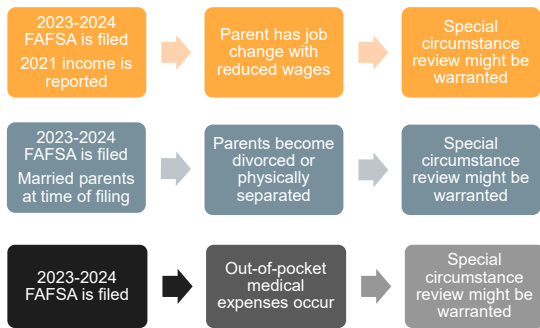 2023-2024
FAFSA is filed
2021 income is
reported
Parent has job
change with
reduced wages
Special
circumstance
review might be
warranted
2023-2024
FAFSA is filed
Married parents
at time of filing
Parents become
divorced or
physically
separated
Special
circumstance
review might be
warranted
2023-2024
FAFSA is filed
Out-of-pocket
medical
expenses occur
Special
circumstance
review might be
warranted